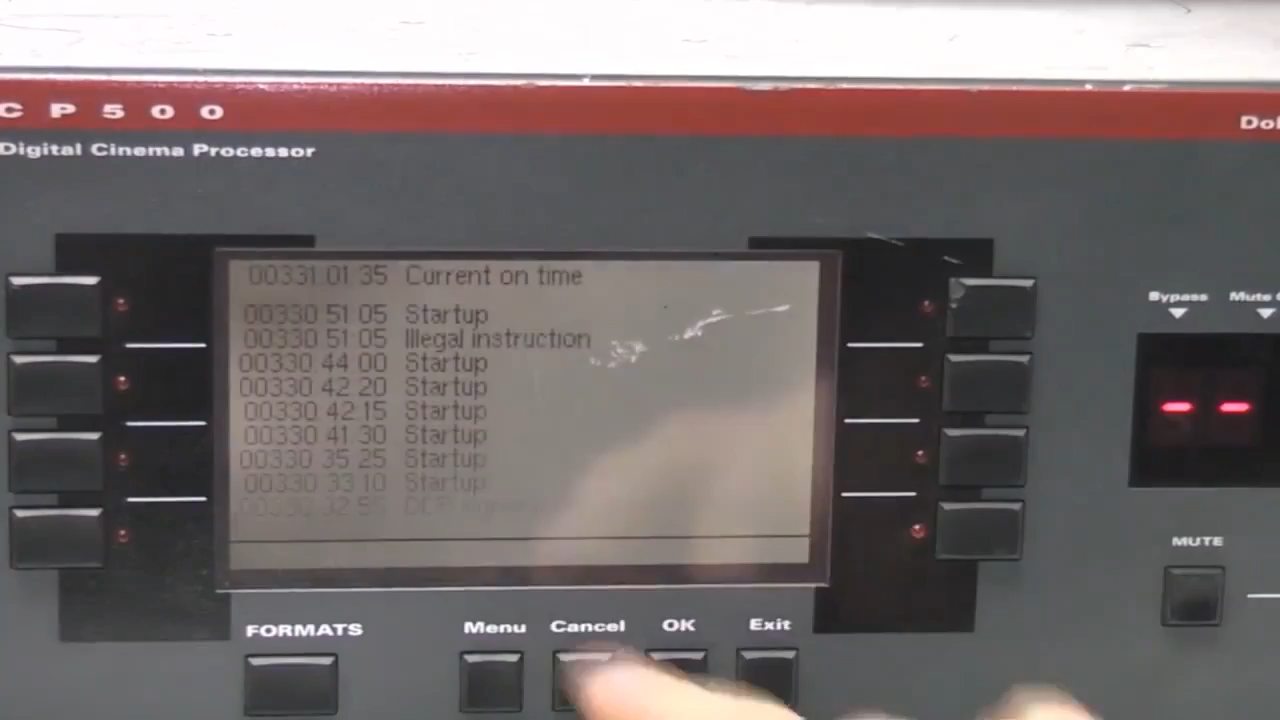 CP500
Dol
Digital Cinema Processor
00331 01 35 Current on time
00330 51 05 Startup
00330 51 05 Illegal instruction
00330 44 00 Startup
00330 42 20 Startup
00330 42 15 Startup
00330 41 30 Startup
00330 35 25 Startup
00330 33 10 Startup
Bypass Mute
MUTE
FORMATS Menu Cancel OK Exit